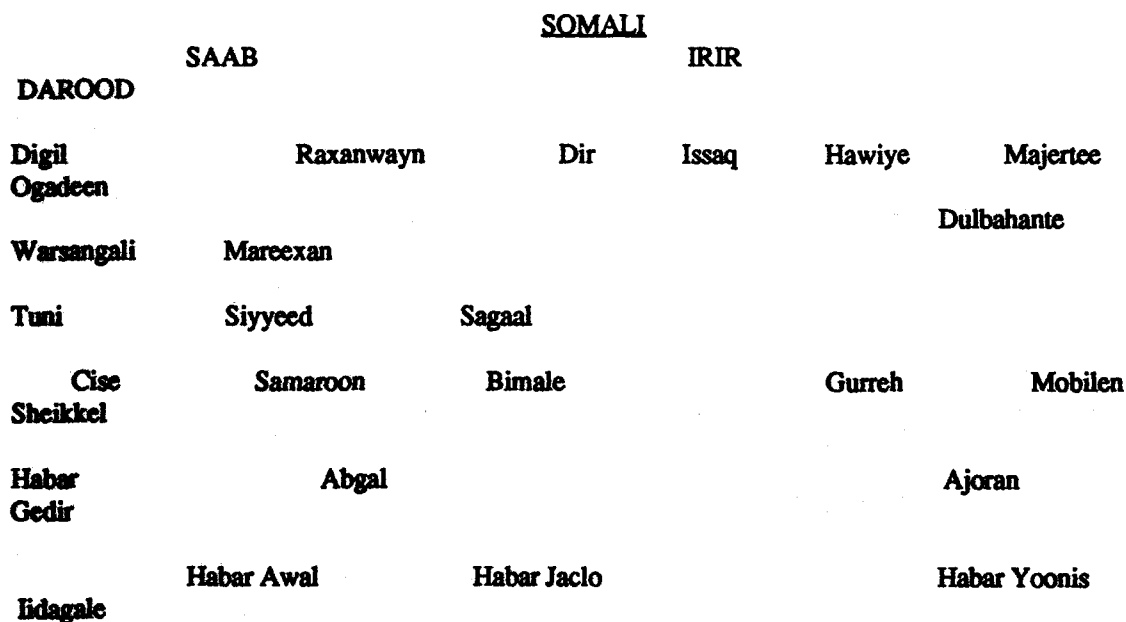 SOMALI
SAAB IRIR
DAROOD
Digil Raxanwayn Dir Issaq Hawiye Majertee
Ogadeen
Dulbahante
Warsangali Mareexan
Tuni Siyyeed Sagaal
Cise Samaroon Bimale Gurreh Mobilen
Sheikkel
Habar Abgal Ajoran
Gedir
Habar Awal Habar Jaclo Habar Yoonis
Iidagale